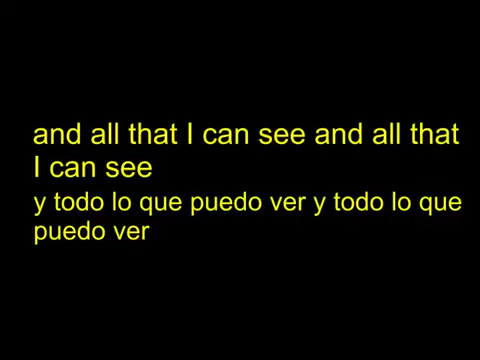 and all that I can see and all that
I can see
y todo lo que puedo ver y todo lo que
puedo ver